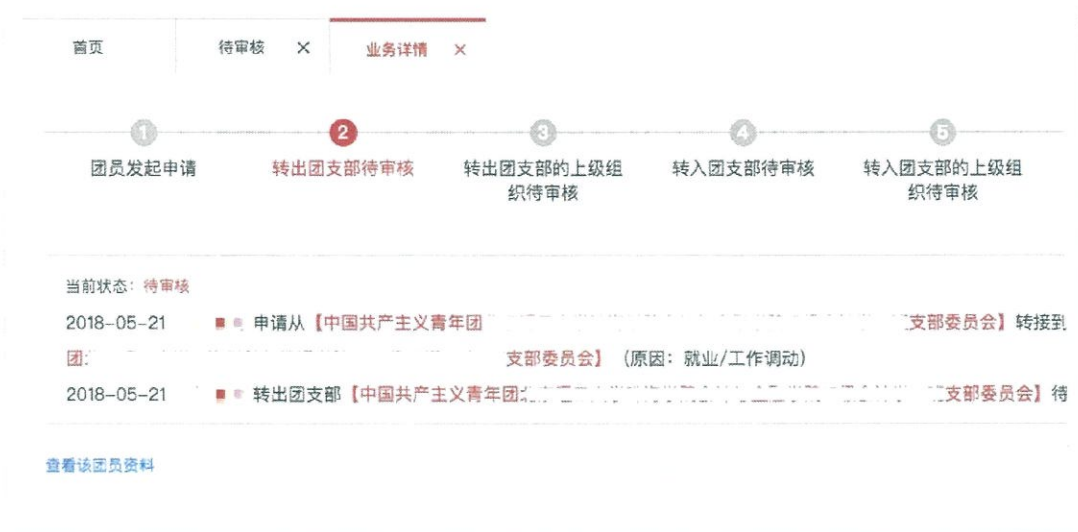 首页 待审核 × 业务详情 ×
1 2 3 4 5
团员发起申请 转出团支部待审核 转出团支部的上级组 转入团支部待审核 转入团支部的上级组
织待审核 织待审核
当前状态：待审核
2018-05-21 申请从【中国共产主义青年团 支部委员会】转接到
团: 支部委员会】（原因：就业/工作调动）
2018-05-21 转出团支部【中国共产主义青年团 支部委员会】待
查看该团员资料